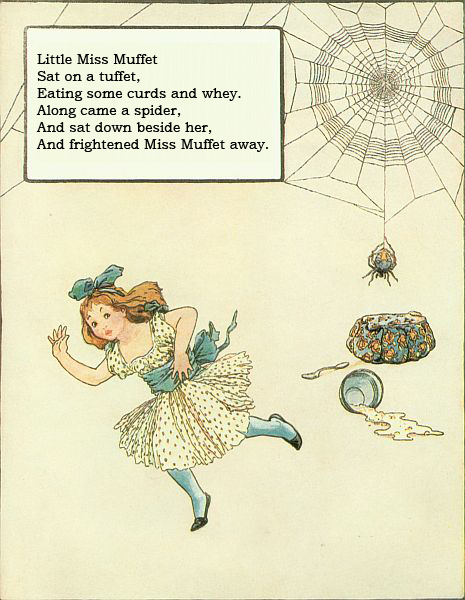 Little Miss Muffet
Sat on a tuffet,
Eating some curds and whey.
Along came a spider,
And sat down beside her,
And frightened Miss Muffet away.